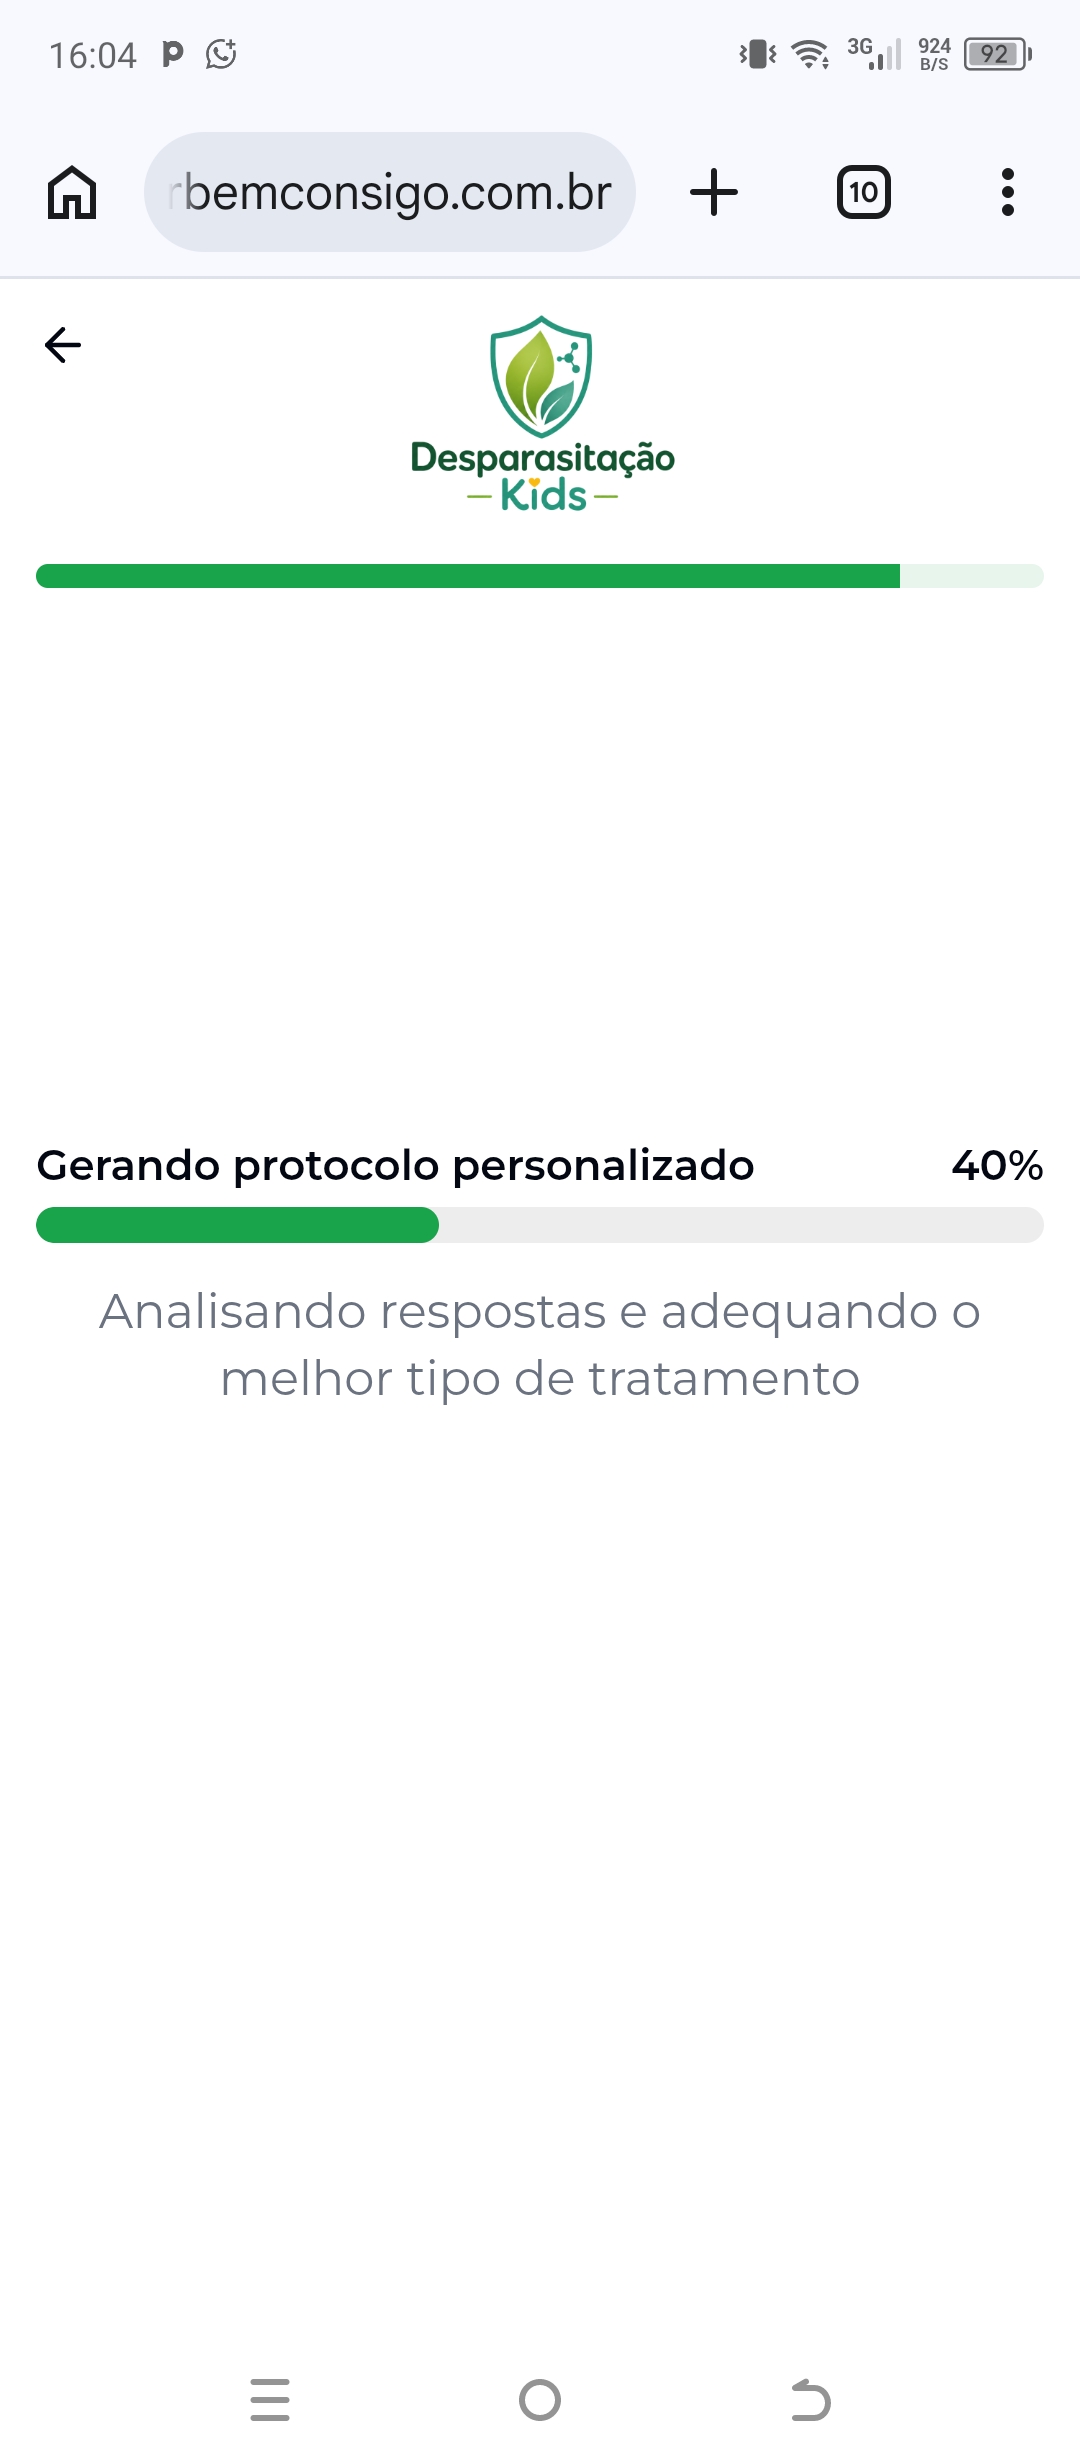 16:04
3G
924
B/S
92
rbemconsigo.com.br
10
Desparasitação
Kids
Gerando protocolo personalizado
40%
Analisando respostas e adequando o
melhor tipo de tratamento